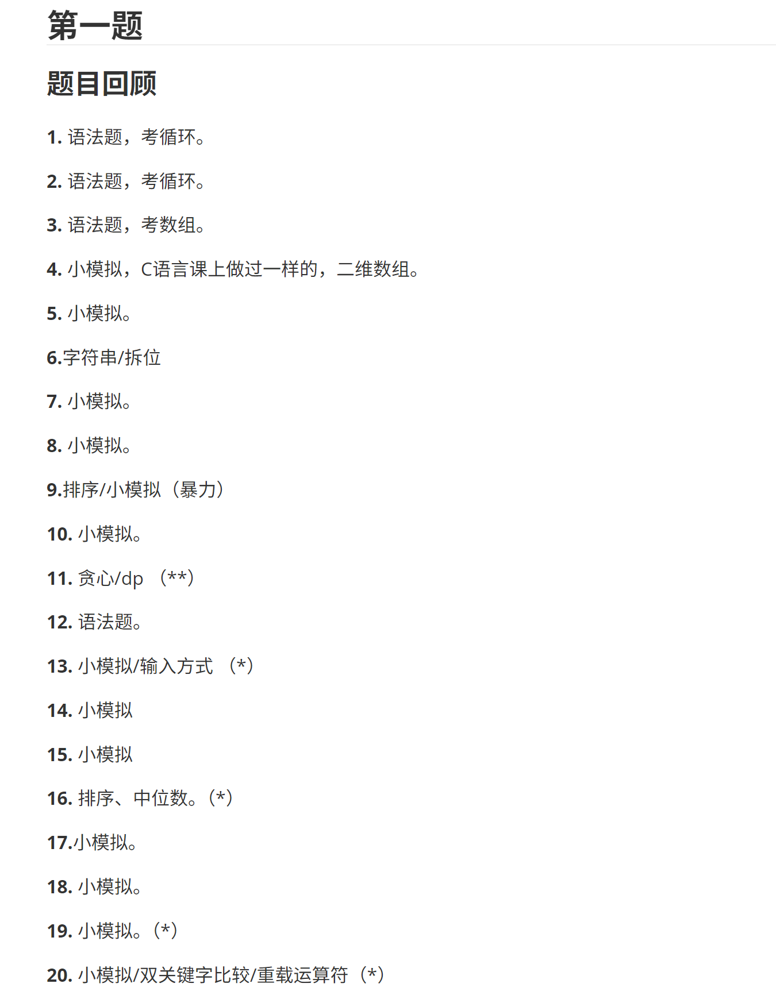 第一题
题目回顾
1. 语法题，考循环。
2. 语法题，考循环。
3. 语法题，考数组。
4. 小模拟，C语言课上做过一样的，二维数组。
5. 小模拟。
6.字符串/拆位
7. 小模拟。
8. 小模拟。
9.排序/小模拟（暴力）
10. 小模拟。
11. 贪心/dp （**）
12. 语法题。
13. 小模拟/输入方式 （*）
14. 小模拟
15. 小模拟
16. 排序、中位数。（*）
17.小模拟。
18. 小模拟。
19. 小模拟。（*）
20. 小模拟/双关键字比较/重载运算符（*）